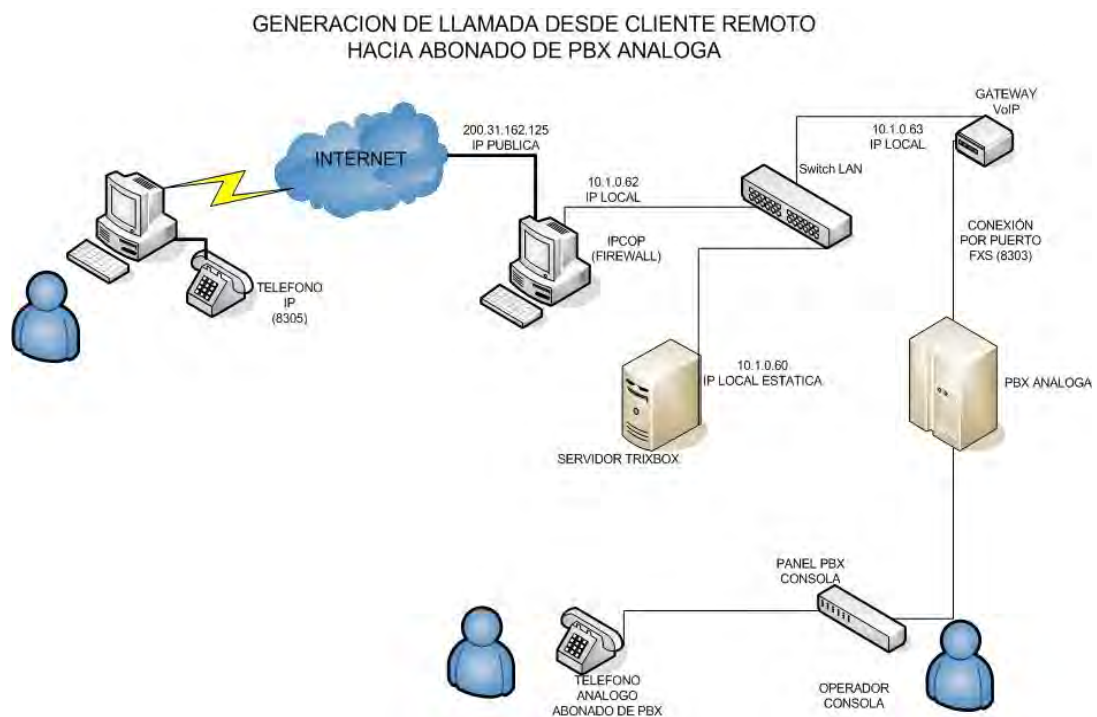 GENERACION DE LLAMADA DESDE CLIENTE REMOTO
HACIA ABONADO DE PBX ANALOGA
GATEWAY
VoIP
200.31.162.125
IP PUBLICA
10.1.0.63
IP LOCAL
INTERNET
Switch LAN
10.1.0.62
IP LOCAL
IPCOP
(FIREWALL)
CONEXIÓN
POR PUERTO
FXS (8303)
TELEFONO
IP
(8305)
10.1.0.60
IP LOCAL ESTATICA
PBX ANALOGA
SERVIDOR TRIXBOX
PANEL PBX
CONSOLA
TELEFONO
ANALOGO
ABONADO DE PBX
OPERADOR
CONSOLA